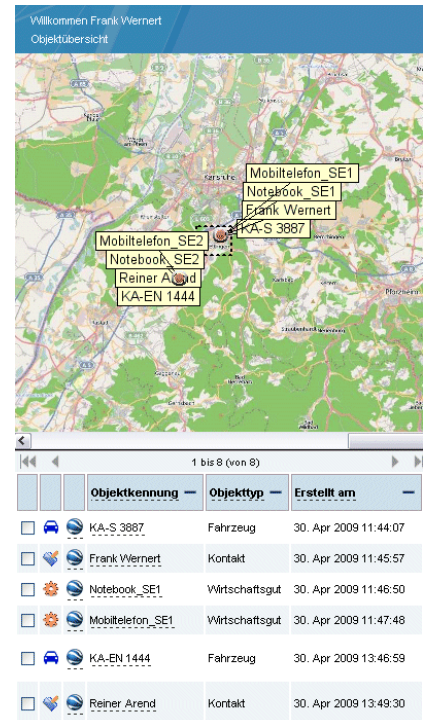 Willkommen Frank Wernert
Objektübersicht
Karlsruhe
Mobiltelefon_SE1
Notebook_SE1
Frank Wernert
KA-S 3887
Mobiltelefon_SE2
Notebook_SE2
Reiner Arend
KA-EN 1444
Pforzheim
Gaggenau
Gernsbach
1 bis 8 (von 8)
Objektkennung Objekttyp Erstellt am
KA-S 3887 Fahrzeug 30. Apr 2009 11:44:07
Frank Wernert Kontakt 30. Apr 2009 11:45:57
Notebook_SE1 Wirtschaftsgut 30. Apr 2009 11:46:50
Mobiltelefon_SE1 Wirtschaftsgut 30. Apr 2009 11:47:48
KA-EN 1444 Fahrzeug 30. Apr 2009 13:46:59
Reiner Arend Kontakt 30. Apr 2009 13:49:30